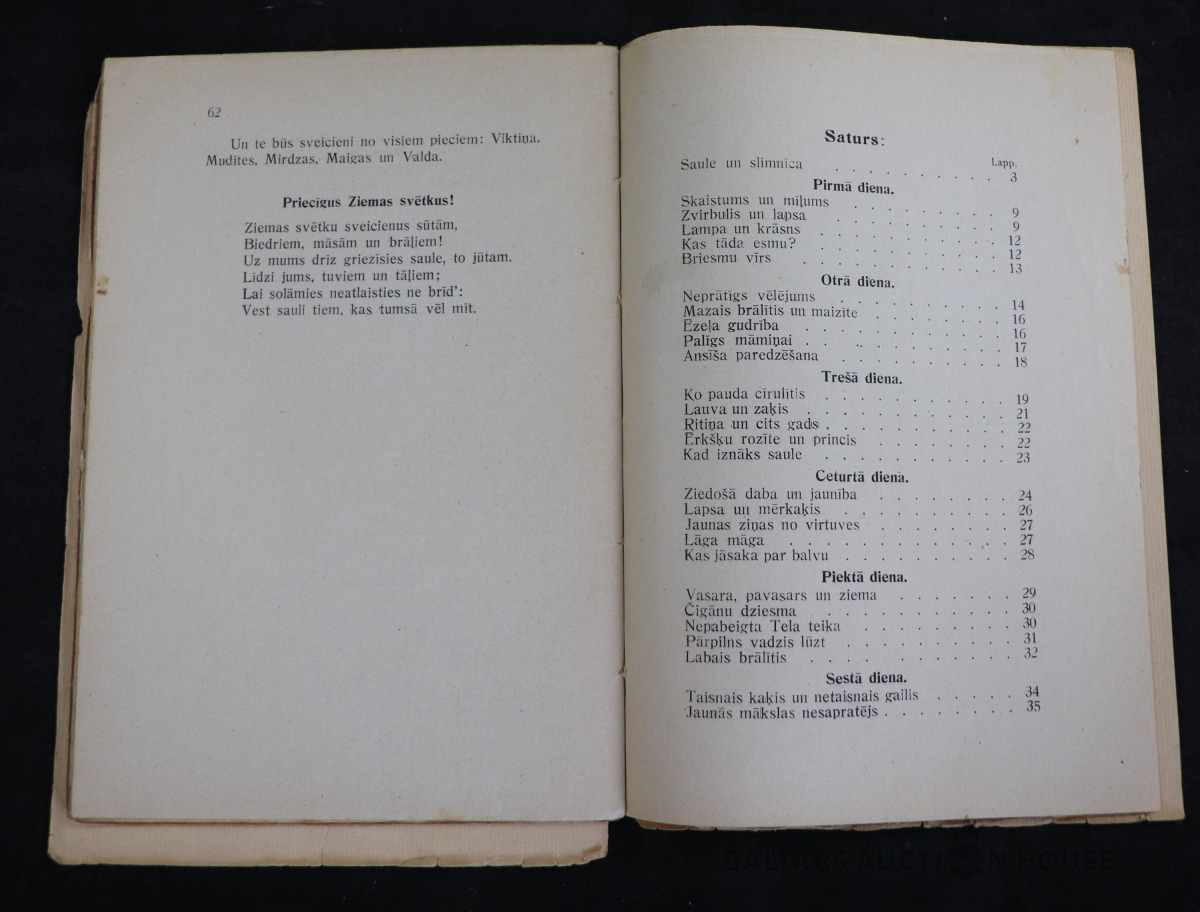 62
Un te būs sveicieni no visiem pieciem: Viktiņa,
Mudītes, Mirdzas, Maigas un Valda.
Priecīgus Ziemas svētkus!
Ziemas svētku sveicienus sūtām,
Biedriem, māsām un brāļiem!
Uz mums drīz griezīsies saule, to jūtam.
Līdzi jums, tuviem un tāļiem;
Lai solāmies neatlaisties ne brīd':
Vest sauli tiem, kas tumsā vēl mīt.
Saturs:
Lapp.
Saule un slimnīca . . . . . . . . . . 3
Pirmā diena.
Skaistums un miļums . . . . . . . . 9
Zvirbulis un lapsa . . . . . . . . . 9
Lampa un krāsns . . . . . . . . . . 12
Kas tāda esmu? . . . . . . . . . . 12
Briesmu vīrs . . . . . . . . . . . 13
Otrā diena.
Neprātīgs vēlējums . . . . . . . . . 14
Mazais brālītis un maizīte . . . . . . . 16
Ēzeļa gudrība . . . . . . . . . . . 16
Palīgs māmiņai . . . . . . . . . . . 17
Ansīša paredzēšana . . . . . . . . . 18
Trešā diena.
Ko pauda cīrulītis . . . . . . . . . . 19
Lauva un zaķis . . . . . . . . . . . 21
Ritiņa un cits gads . . . . . . . . . . 22
Ērkšķu rozīte un princis . . . . . . . 22
Kad iznāks saule . . . . . . . . . . 23
Ceturtā diena.
Ziedošā daba un jaunība . . . . . . . 24
Lapsa un mērkaķis . . . . . . . . . 26
Jaunas ziņas no virtuves . . . . . . . 27
Lāga māga . . . . . . . . . . . . 27
Kas jāsaka par balvu . . . . . . . . . 28
Piektā diena.
Vasara, pavasars un ziema . . . . . . 29
Čigānu dziesma . . . . . . . . . . 30
Nepabeigta Tela teika . . . . . . . . 30
Pārpilns vadzis lūzt . . . . . . . . . 31
Labais brālītis . . . . . . . . . . . 32
Sestā diena.
Taisnais kaķis un netaisnais gailis . . . . . 34
Jaunās mākslas nesapratējs . . . . . . . 35
BALTARS AUCTION HOUSE